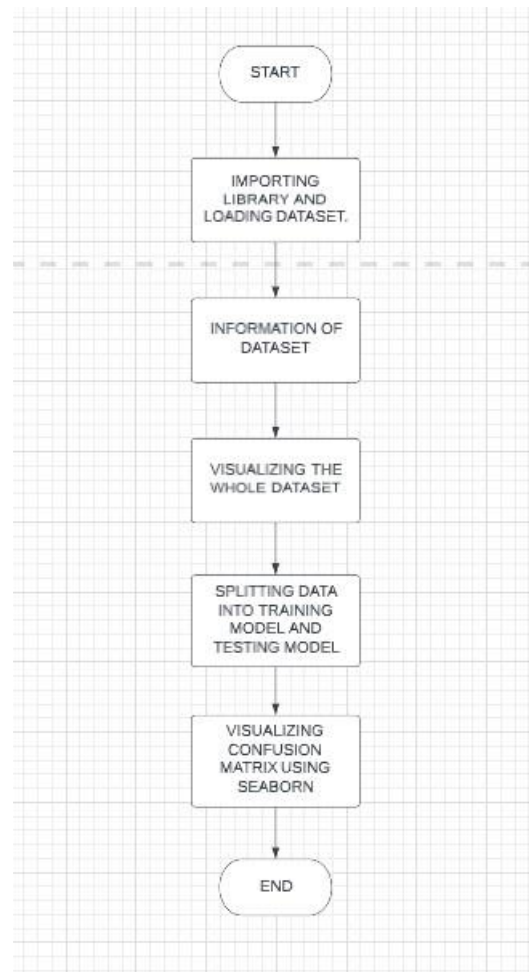 START
IMPORTING
LIBRARY AND
LOADING DATASET.
INFORMATION OF
DATASET
VISUALIZING THE
WHOLE DATASET
SPLITTING DATA
INTO TRAINING
MODEL AND
TESTING MODEL
VISUALIZING
CONFUSION
MATRIX USING
SEABORN
END